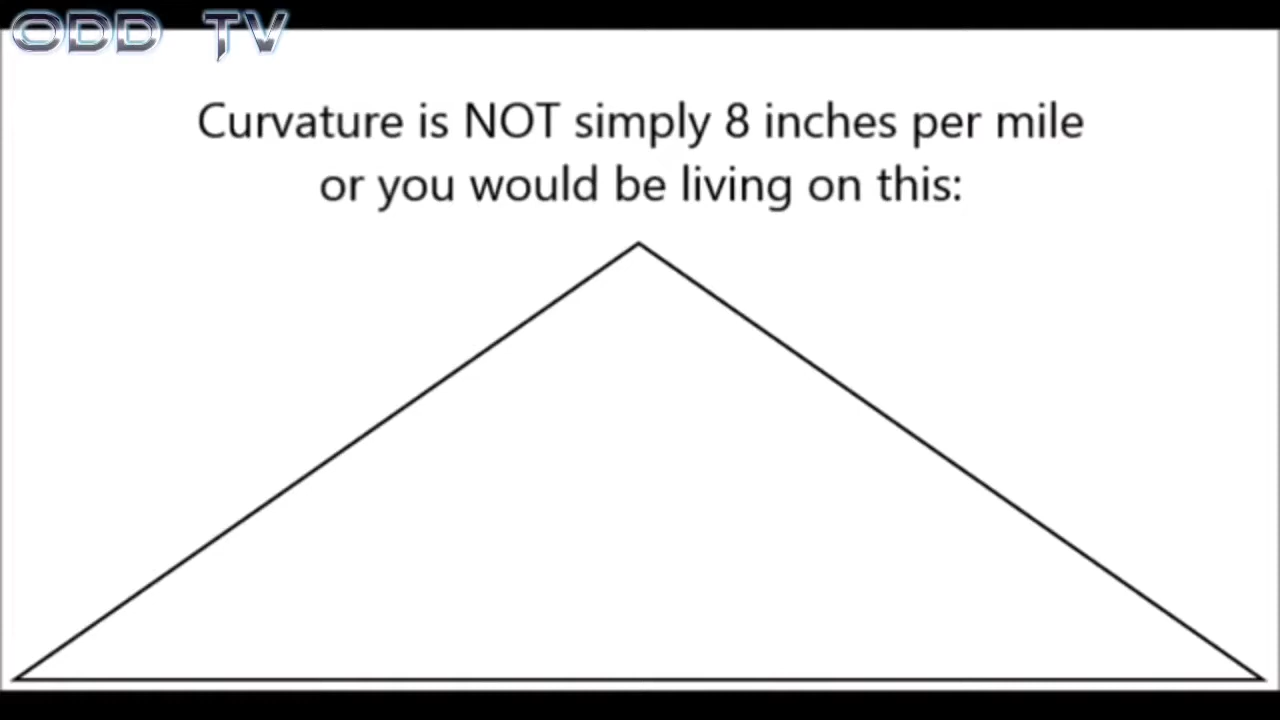 ODD TV
Curvature is NOT simply 8 inches per mile
or you would be living on this: